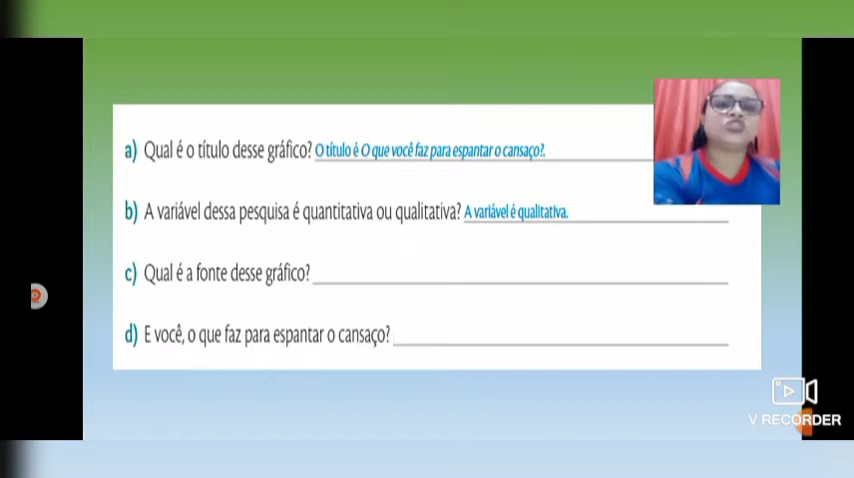 a) Qual é o título desse gráfico? O título é O que você faz para espantar o cansaço?.
b) A variável dessa pesquisa é quantitativa ou qualitativa? A variável é qualitativa.
c) Qual é a fonte desse gráfico?
d) E você, o que faz para espantar o cansaço?
V RECORDER